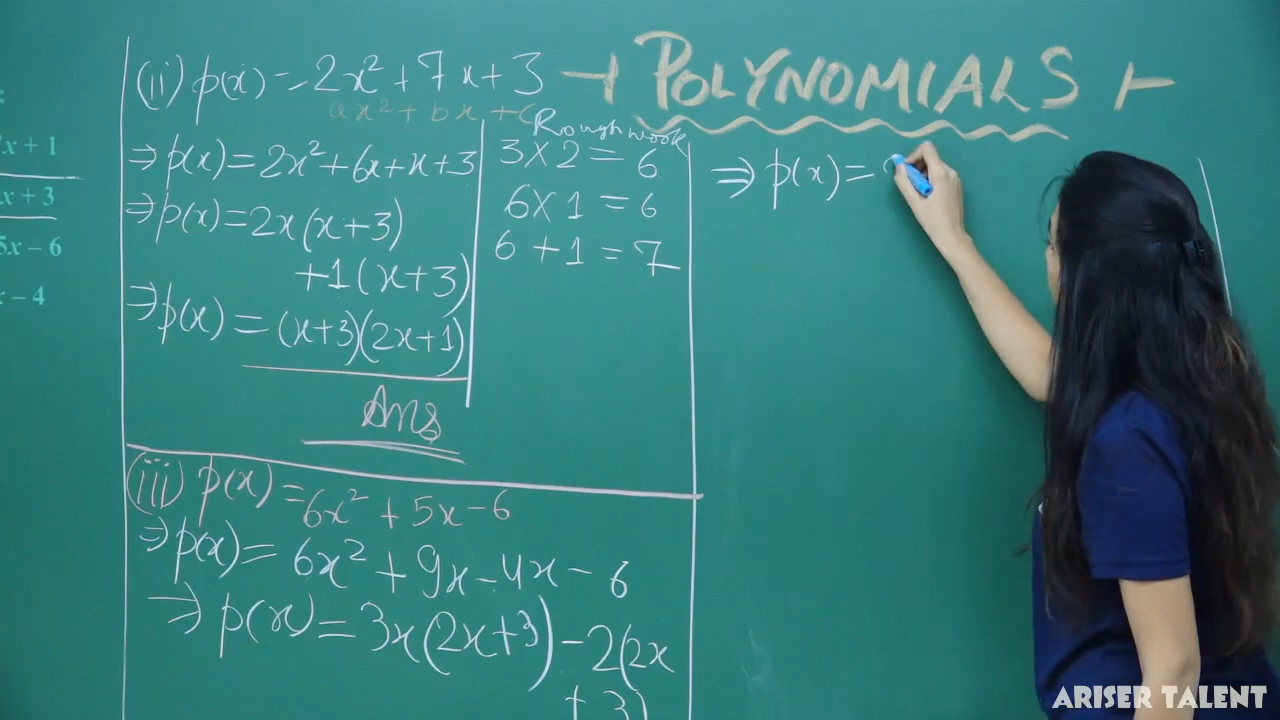 POLYNOMIALS
x + 1
x + 3
5x – 6
x – 4
(ii) p(x) = 2x² + 7x + 3
ax² + bx + c
⇒ p(x) = 2x² + 6x + x + 3
⇒ p(x) = 2x(x+3)
+1(x+3)
⇒ p(x) = (x+3)(2x+1)
Ans
Rough work
3 × 2 = 6
6 × 1 = 6
6 + 1 = 7
(iii) p(x) = 6x² + 5x - 6
⇒ p(x) = 6x² + 9x - 4x - 6
⇒ p(x) = 3x(2x+3) - 2(2x
+ 3)
⇒ p(x) =
ARISER TALENT